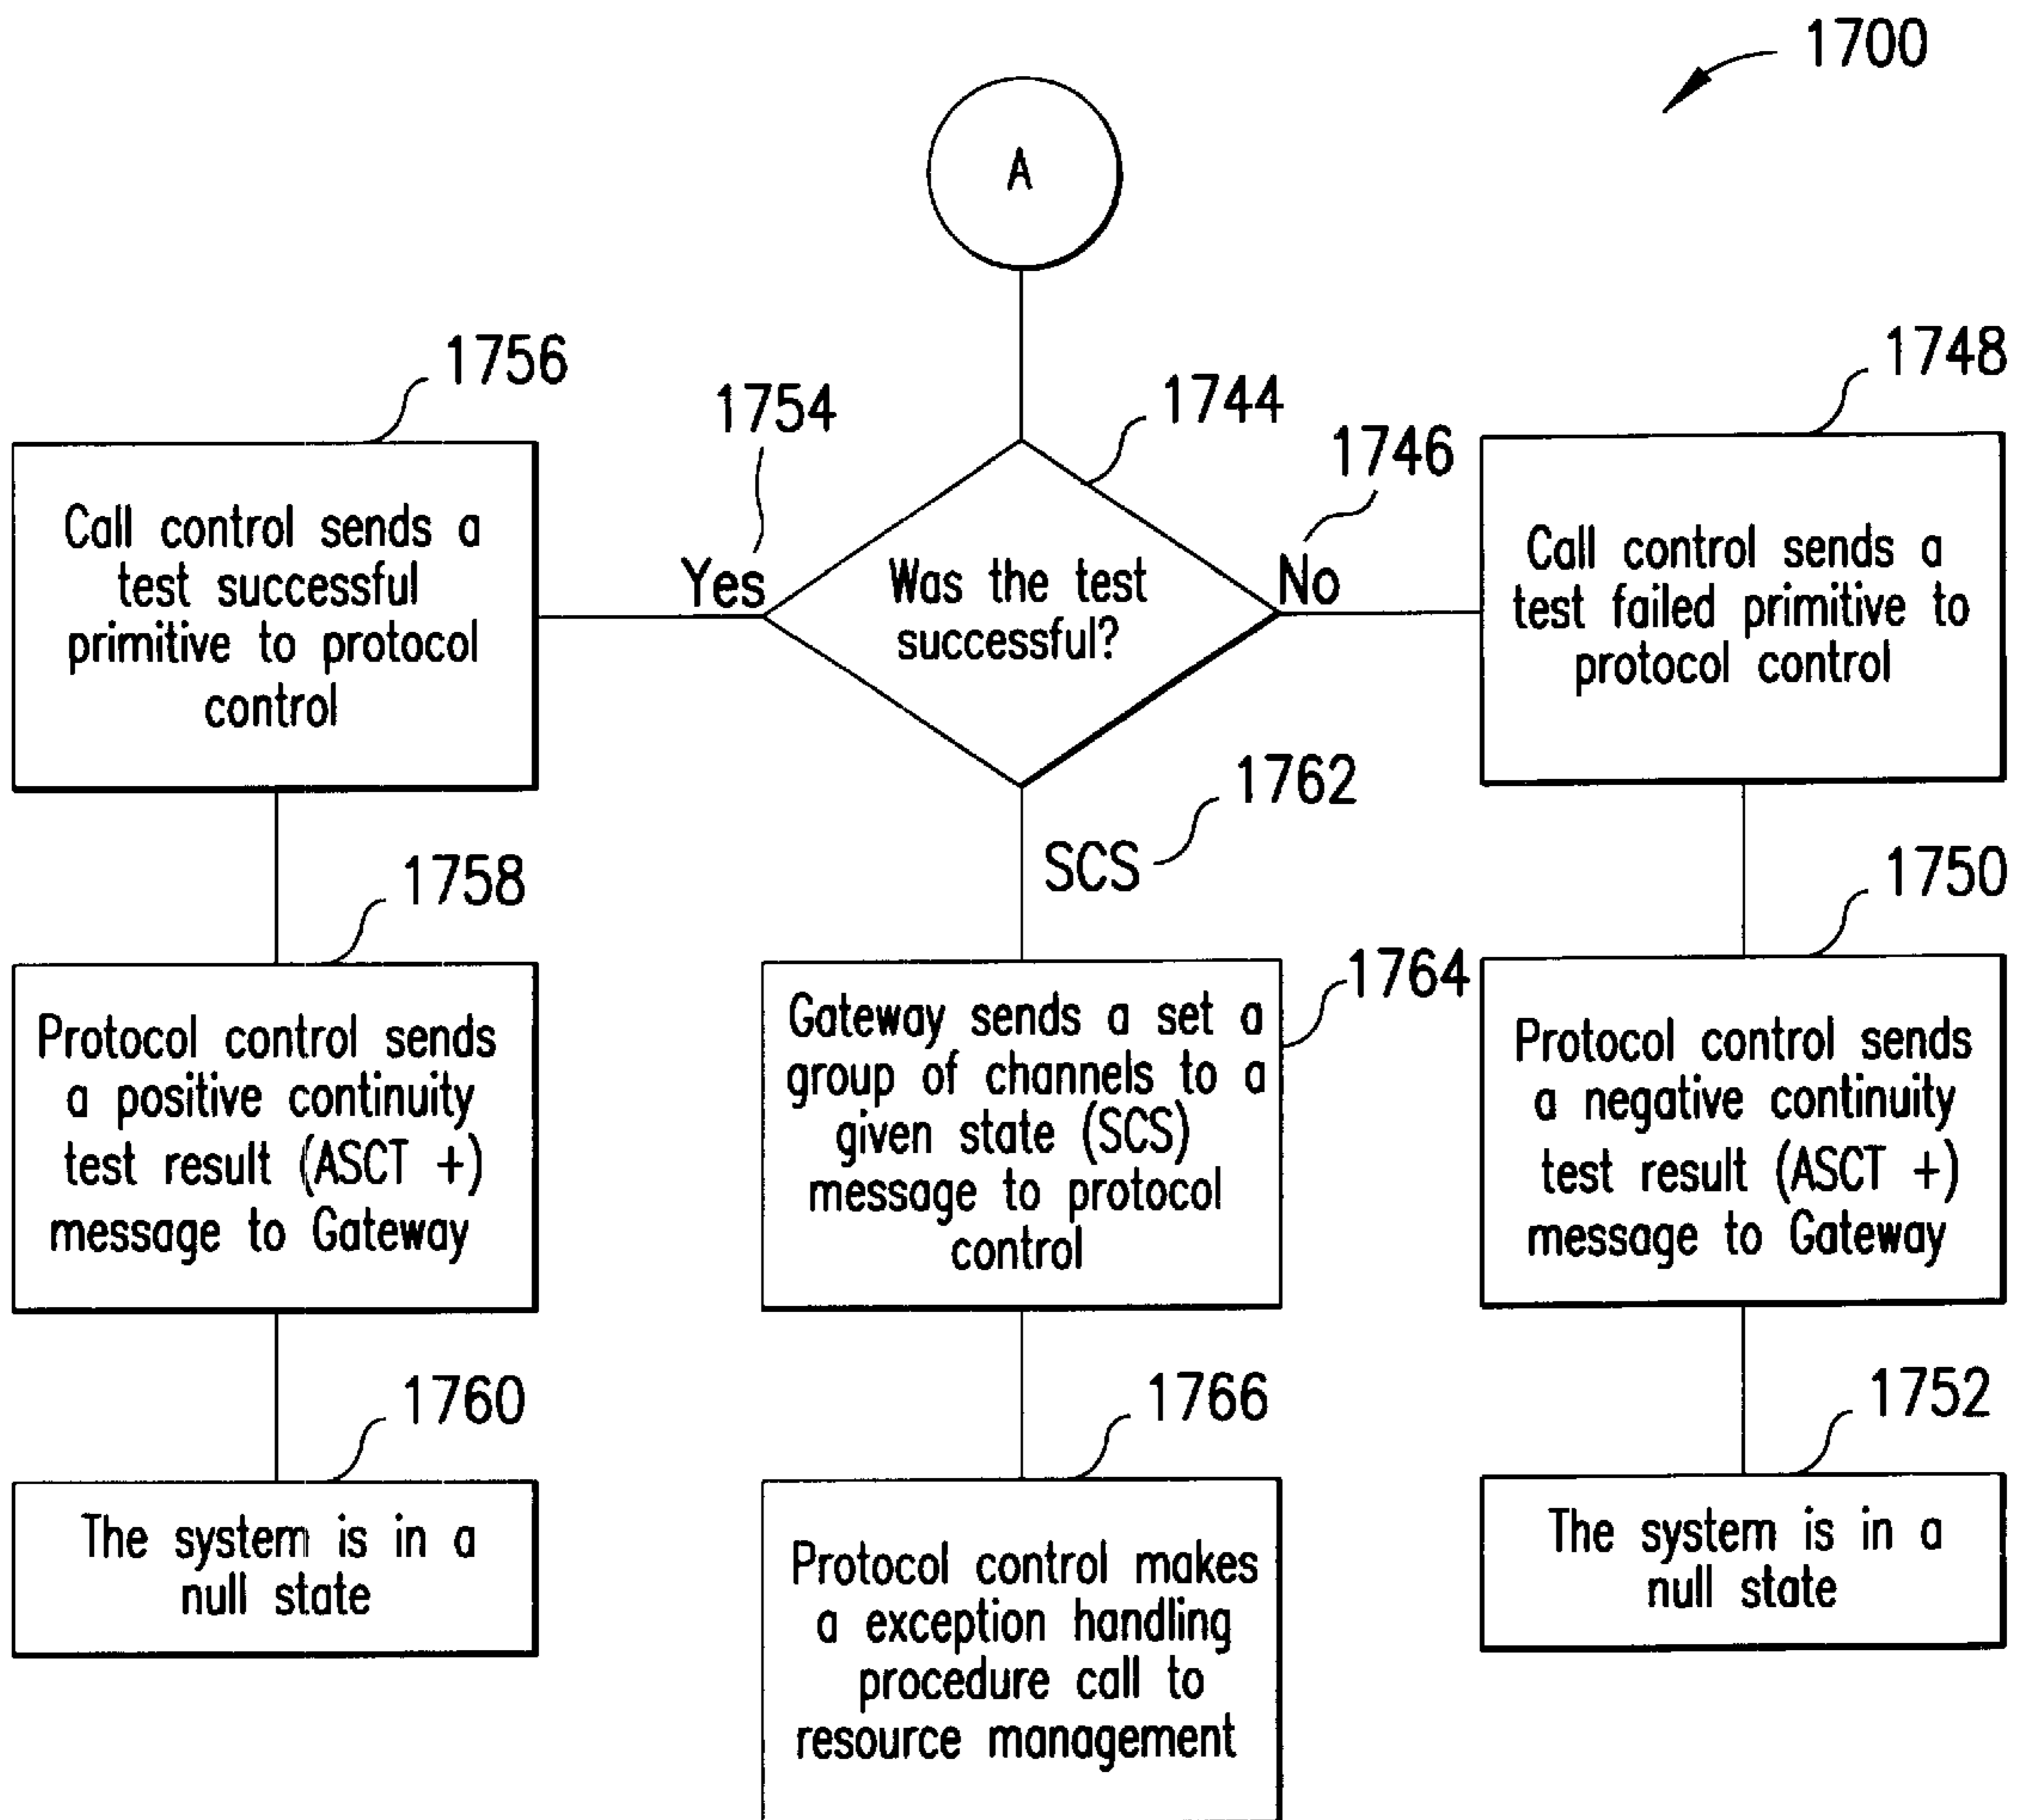 1700
A
1756
1754
1744
1746
1748
Call control sends a
test successful
primitive to protocol
control
Yes
Was the test
successful?
No
Call control sends a
test failed primitive to
protocol control
1762
SCS
1758
1764
1750
Protocol control sends
a positive continuity
test result (ASCT +)
message to Gateway
Gateway sends a set a
group of channels to a
given state (SCS)
message to protocol
control
Protocol control sends
a negative continuity
test result (ASCT +)
message to Gateway
1760
1766
1752
The system is in a
null state
Protocol control makes
a exception handling
procedure call to
resource management
The system is in a
null state